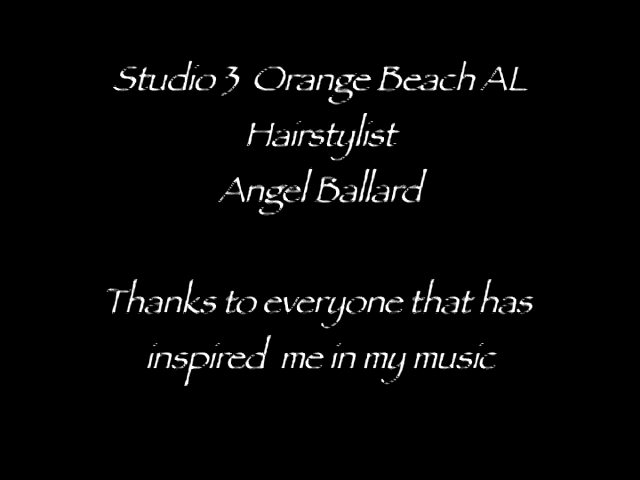 Studio 3 Orange Beach AL
Hairstylist
Angel Ballard
Thanks to everyone that has
inspired me in my music